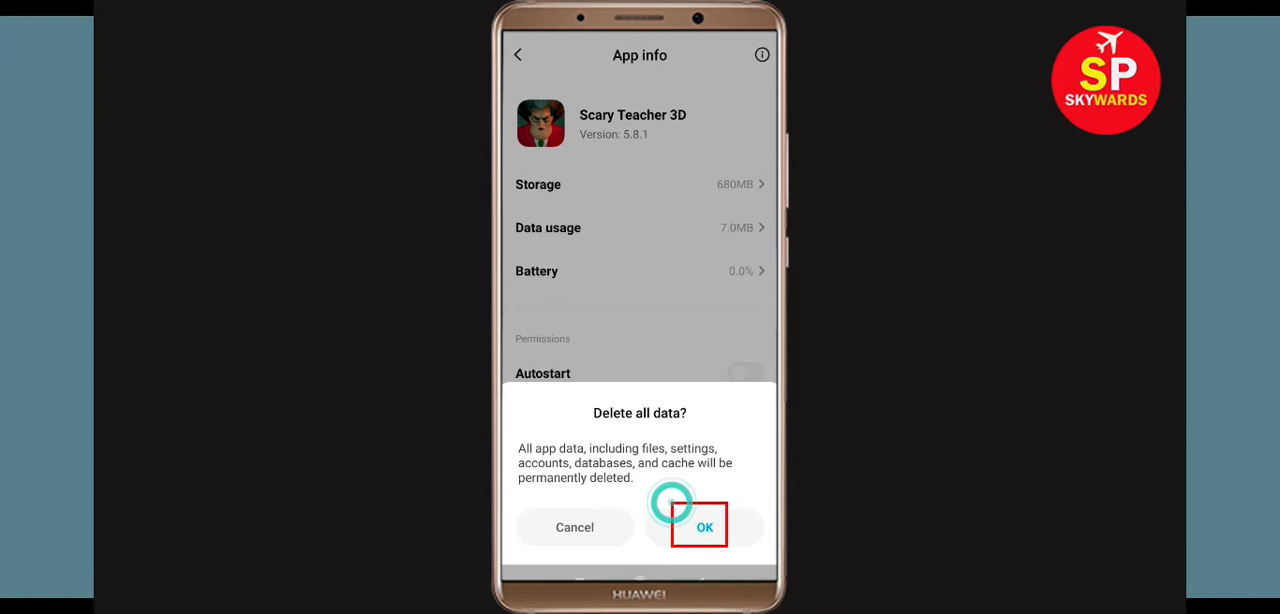 App info
SP
SKYWARDS
Scary Teacher 3D
Version: 5.8.1
Storage 680MB
Data usage 7.0MB
Battery 0.0%
Permissions
Autostart
Delete all data?
All app data, including files, settings,
accounts, databases, and cache will be
permanently deleted.
Cancel OK
HUAWEI